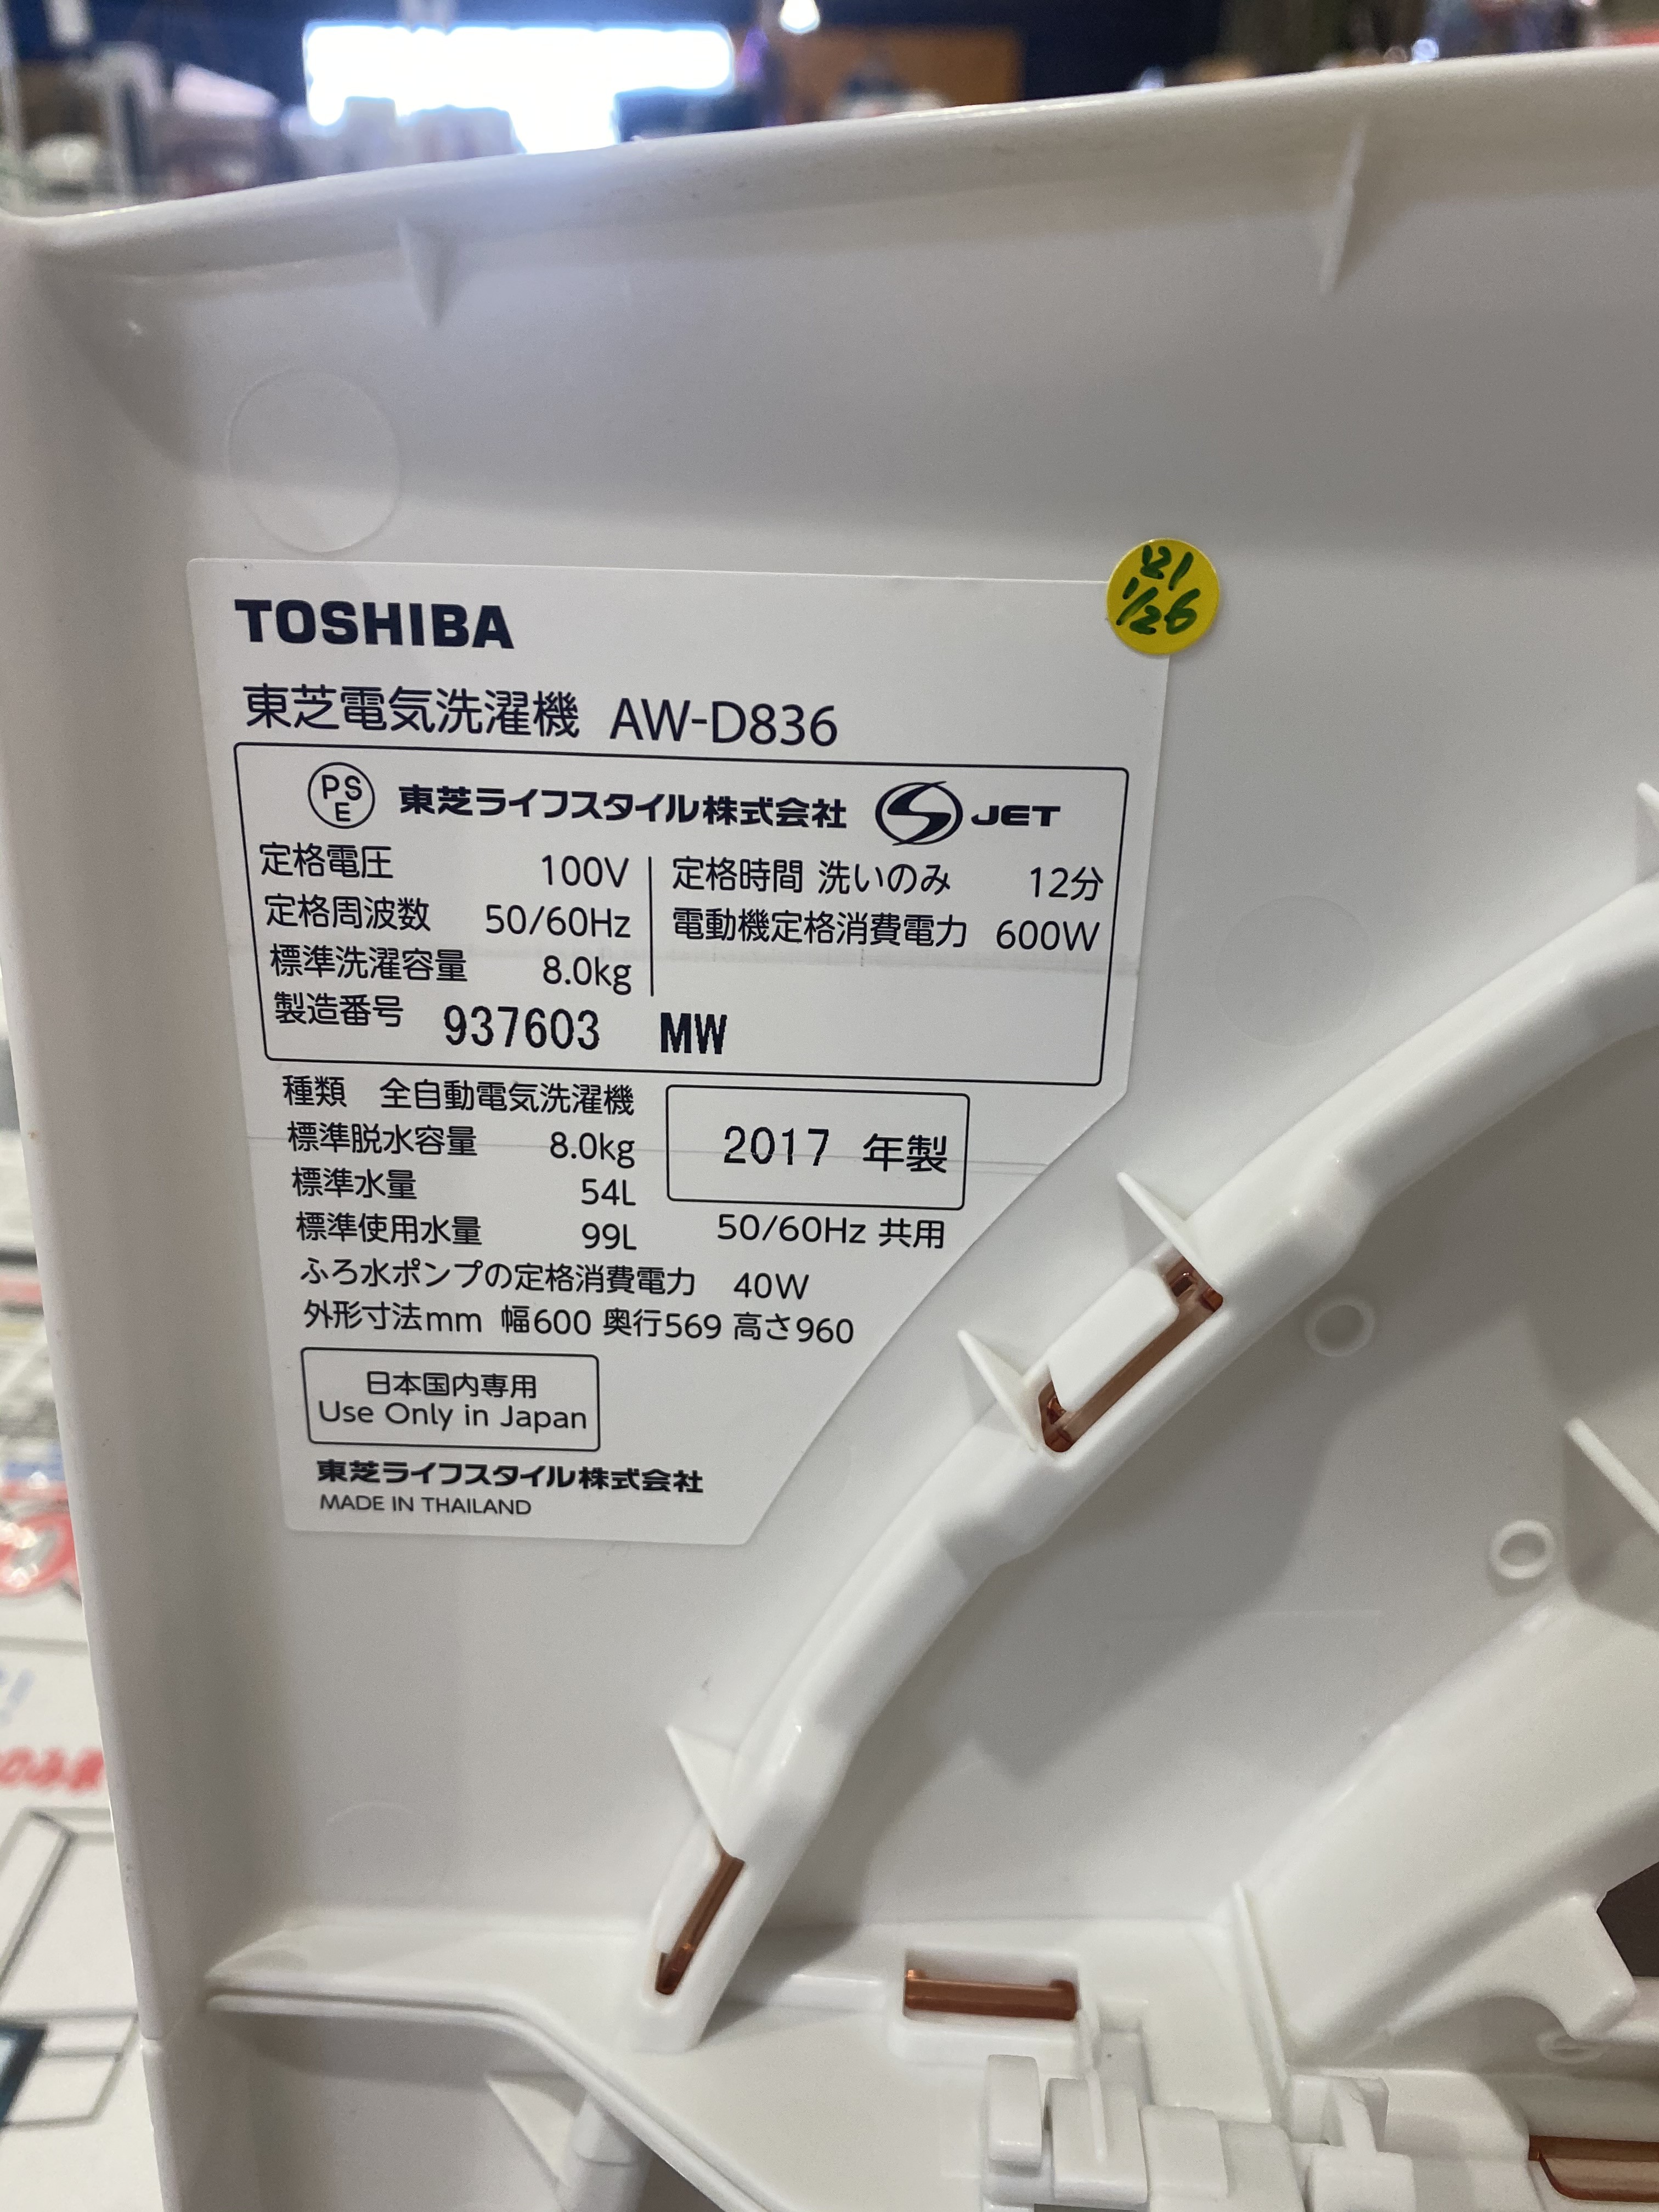 '21
1/26
TOSHIBA
東芝電気洗濯機 AW-D836
PSE 東芝ライフスタイル株式会社 S JET
定格電圧 100V 定格時間 洗いのみ 12分
定格周波数 50/60Hz 電動機定格消費電力 600W
標準洗濯容量 8.0kg
製造番号 937603 MW
種類 全自動電気洗濯機
標準脱水容量 8.0kg 2017 年製
標準水量 54L
標準使用水量 99L 50/60Hz 共用
ふろ水ポンプの定格消費電力 40W
外形寸法mm 幅600 奥行569 高さ960
日本国内専用
Use Only in Japan
東芝ライフスタイル株式会社
MADE IN THAILAND